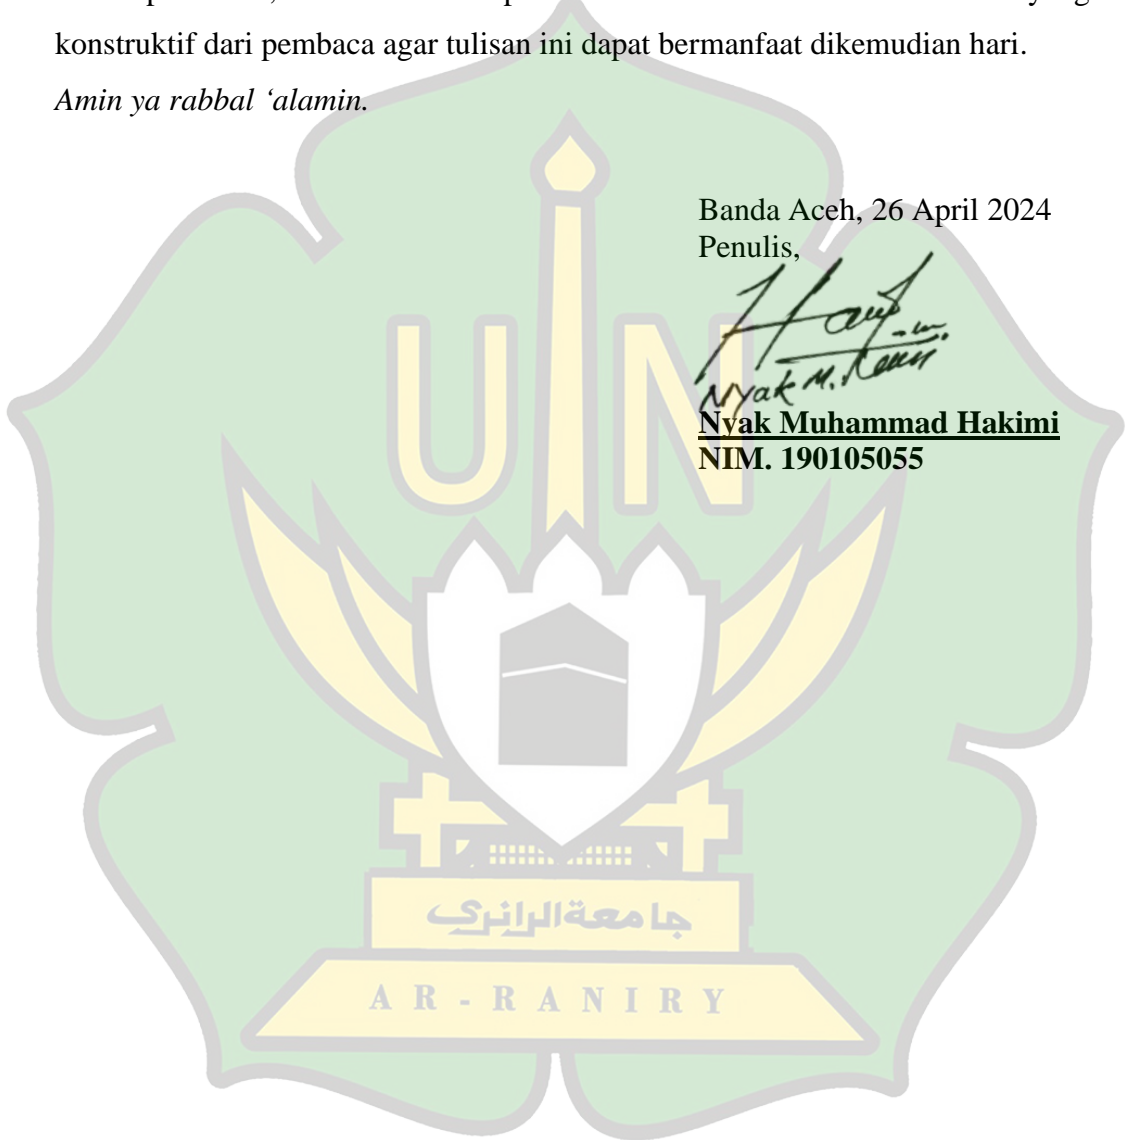 konstruktif dari pembaca agar tulisan ini dapat bermanfaat dikemudian hari.
Amin ya rabbal ‘alamin.
Banda Aceh, 26 April 2024
Penulis,
Nyak M.
Nyak Muhammad Hakimi
NIM. 190105055
UIN
جامعة الرانري
AR-RANIRY